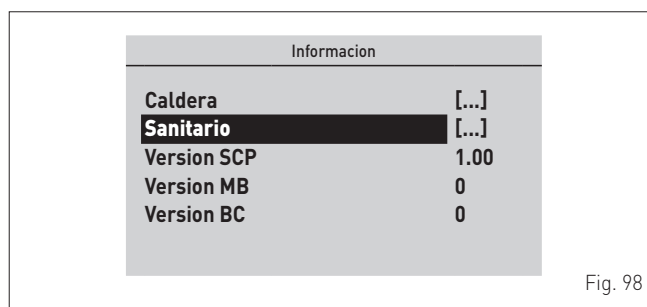 Informacion
Caldera [...]
Sanitario [...]
Version SCP 1.00
Version MB 0
Version BC 0
Fig. 98